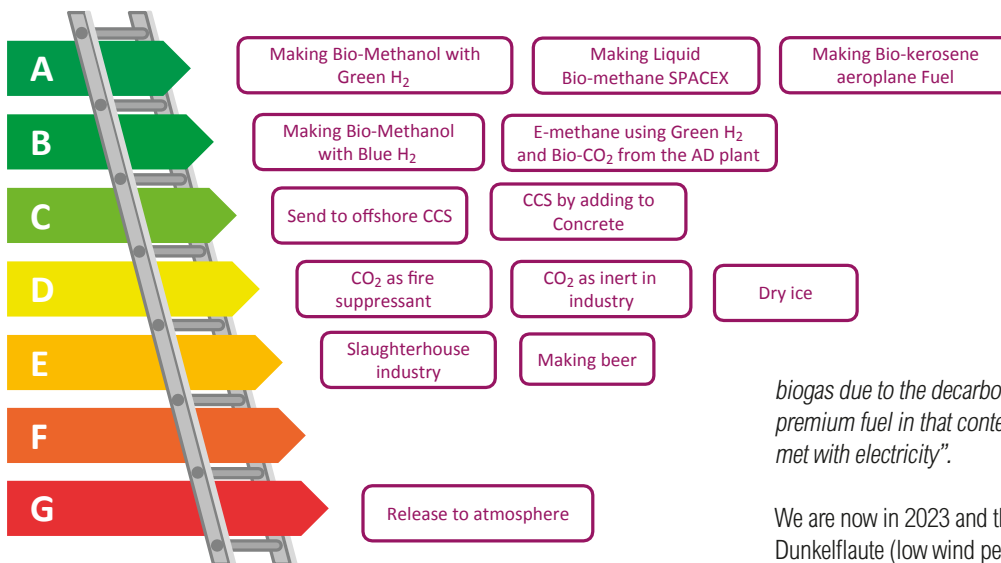 A
Making Bio-Methanol with
Green H₂
Making Liquid
Bio-methane SPACEX
Making Bio-kerosene
aeroplane Fuel
B
Making Bio-Methanol
with Blue H₂
E-methane using Green H₂
and Bio-CO₂ from the AD plant
C
Send to offshore CCS
CCS by adding to
Concrete
D
CO₂ as fire
suppressant
CO₂ as inert in
industry
Dry ice
E
Slaughterhouse
industry
Making beer
F
G
Release to atmosphere
biogas due to the
premium fuel in that
met with electricity”.
We are now in 2023 and
Dunkelflaute (low wind